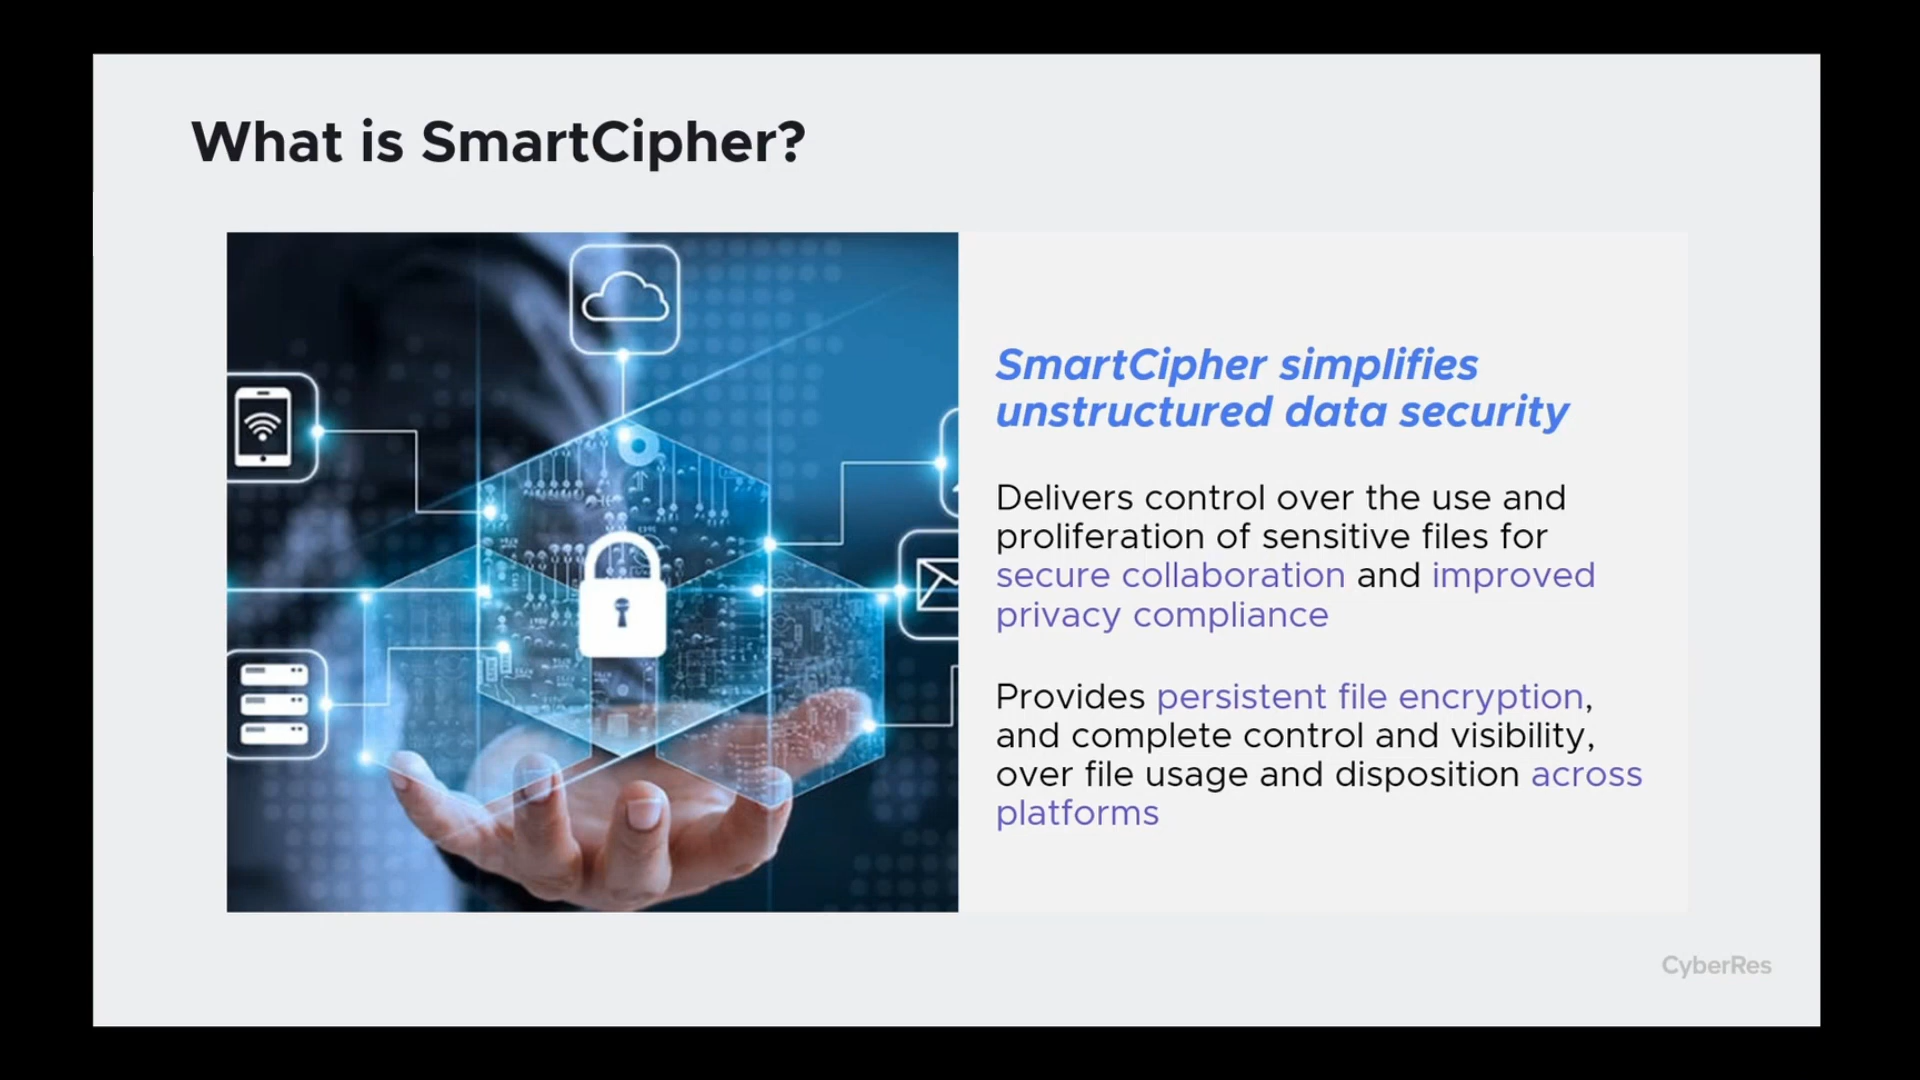 What is SmartCipher?
SmartCipher simplifies
unstructured data security
Delivers control over the use and
proliferation of sensitive files for
secure collaboration and improved
privacy compliance
Provides persistent file encryption,
and complete control and visibility,
over file usage and disposition across
platforms
CyberRes